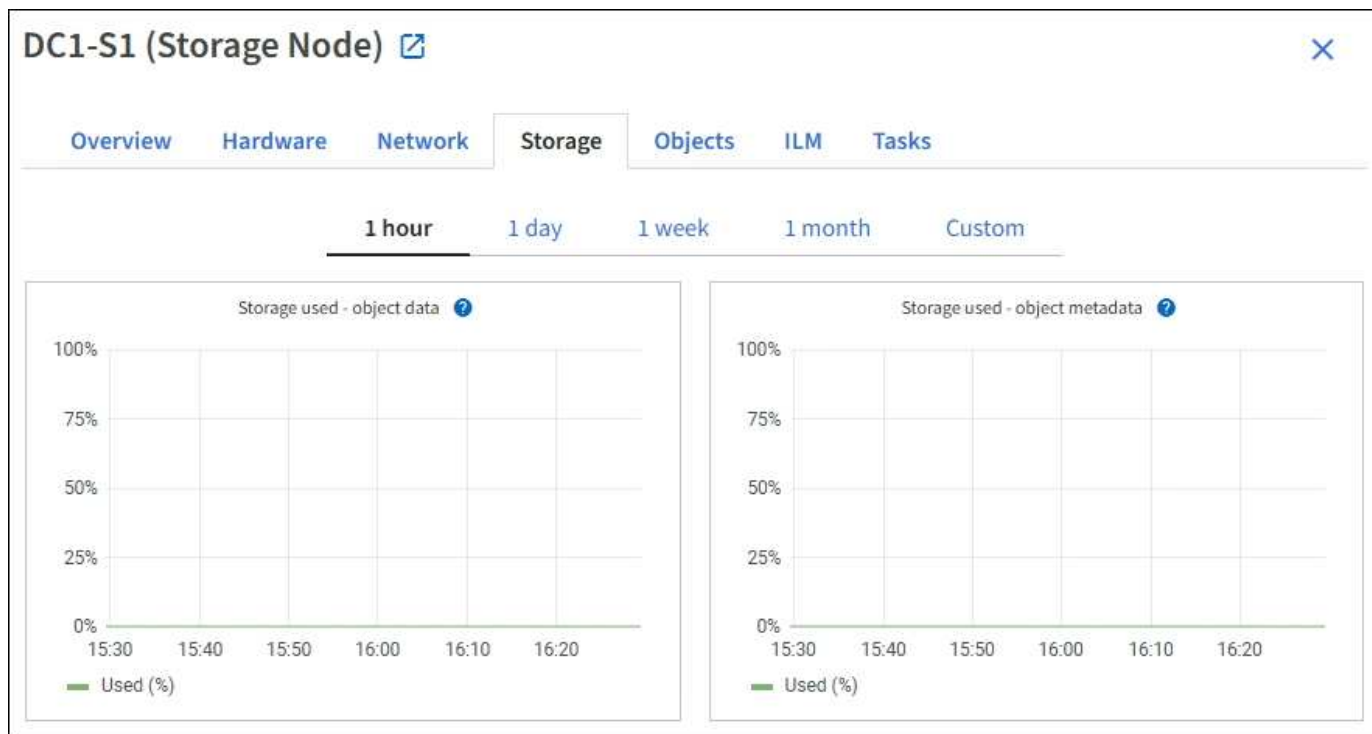 DC1-S1 (Storage Node)
Overview Hardware Network Storage Objects ILM Tasks
1 hour 1 day 1 week 1 month Custom
Storage used - object data ?
100%
75%
50%
25%
0%
15:30 15:40 15:50 16:00 16:10 16:20
Used (%)
Storage used - object metadata ?
100%
75%
50%
25%
0%
15:30 15:40 15:50 16:00 16:10 16:20
Used (%)